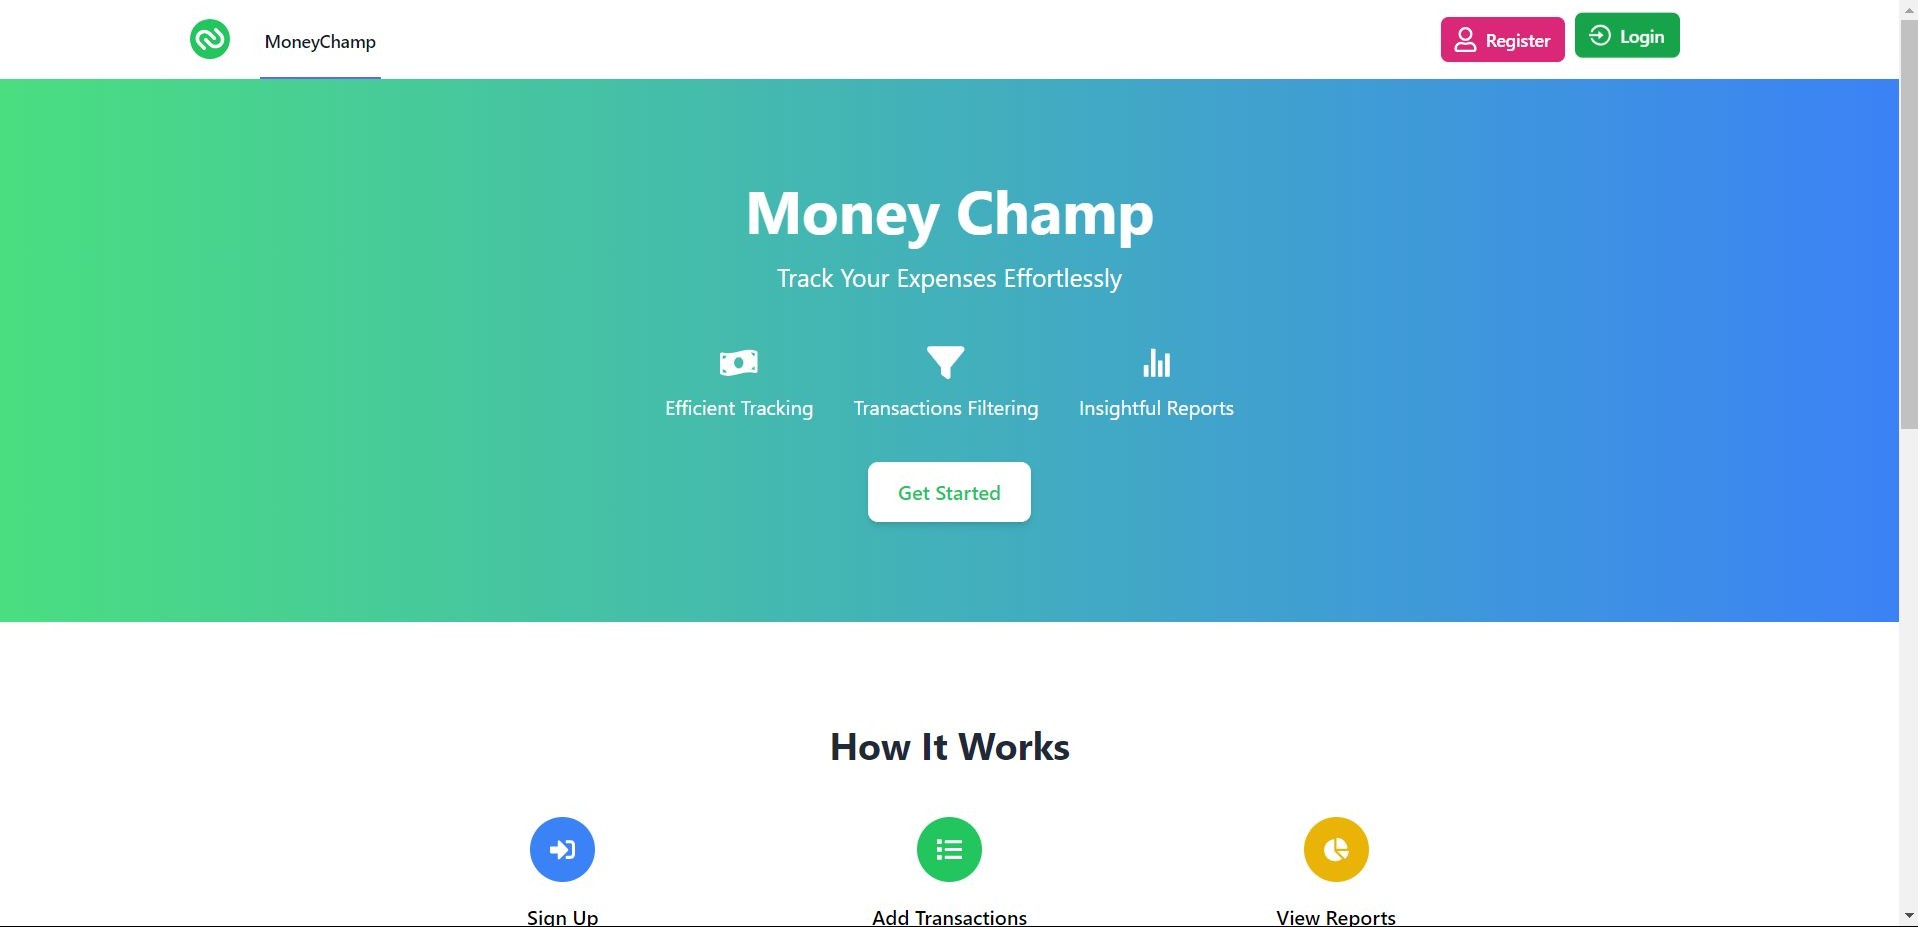 MoneyChamp
Register
Login
Money Champ
Track Your Expenses Effortlessly
Efficient Tracking
Transactions Filtering
Insightful Reports
Get Started
How It Works
Sign Up
Add Transactions
View Reports